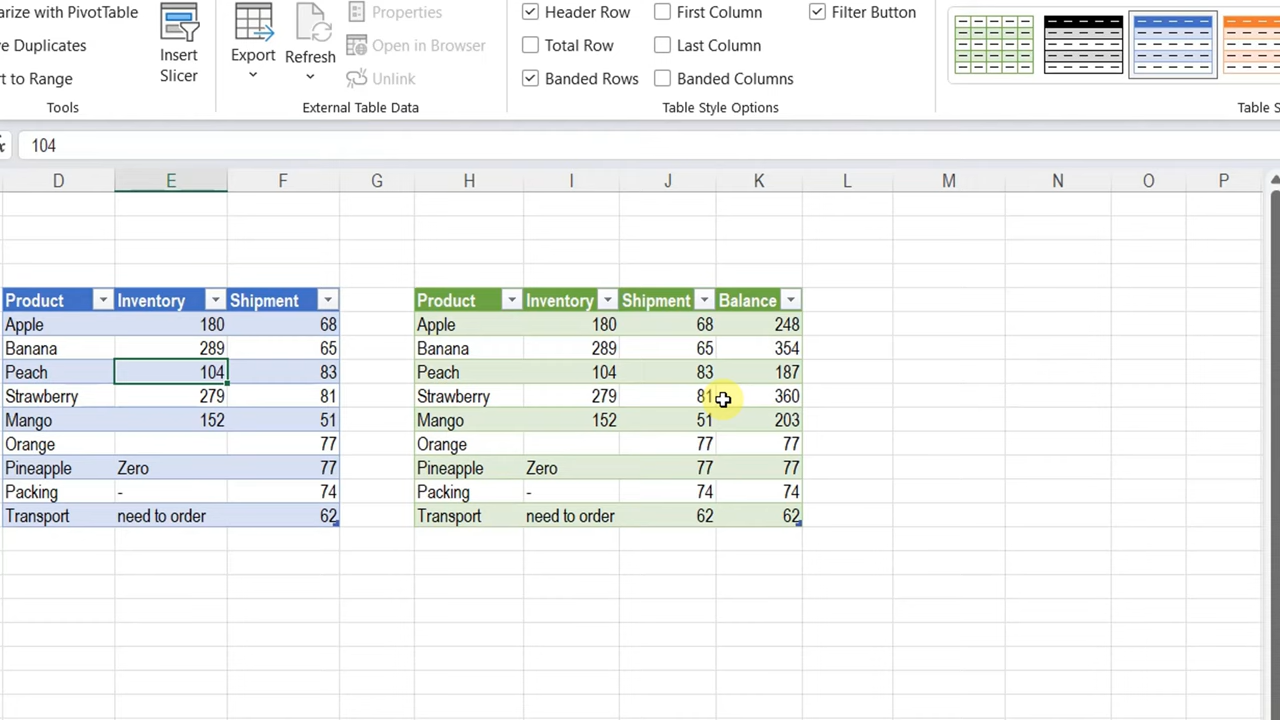 arize with PivotTable
e Duplicates
rt to Range
Tools
Insert
Slicer
Export
Refresh
Properties
Open in Browser
Unlink
External Table Data
Header Row
First Column
Filter Button
Total Row
Last Column
Banded Rows
Banded Columns
Table Style Options
Table S
104
D E F G H I J K L M N O P
Product Inventory Shipment Product Inventory Shipment Balance
Apple 180 68 Apple 180 68 248
Banana 289 65 Banana 289 65 354
Peach 104 83 Peach 104 83 187
Strawberry 279 81 Strawberry 279 81 360
Mango 152 51 Mango 152 51 203
Orange 77 Orange 77 77
Pineapple Zero 77 Pineapple Zero 77 77
Packing - 74 Packing - 74 74
Transport need to order 62 Transport need to order 62 62